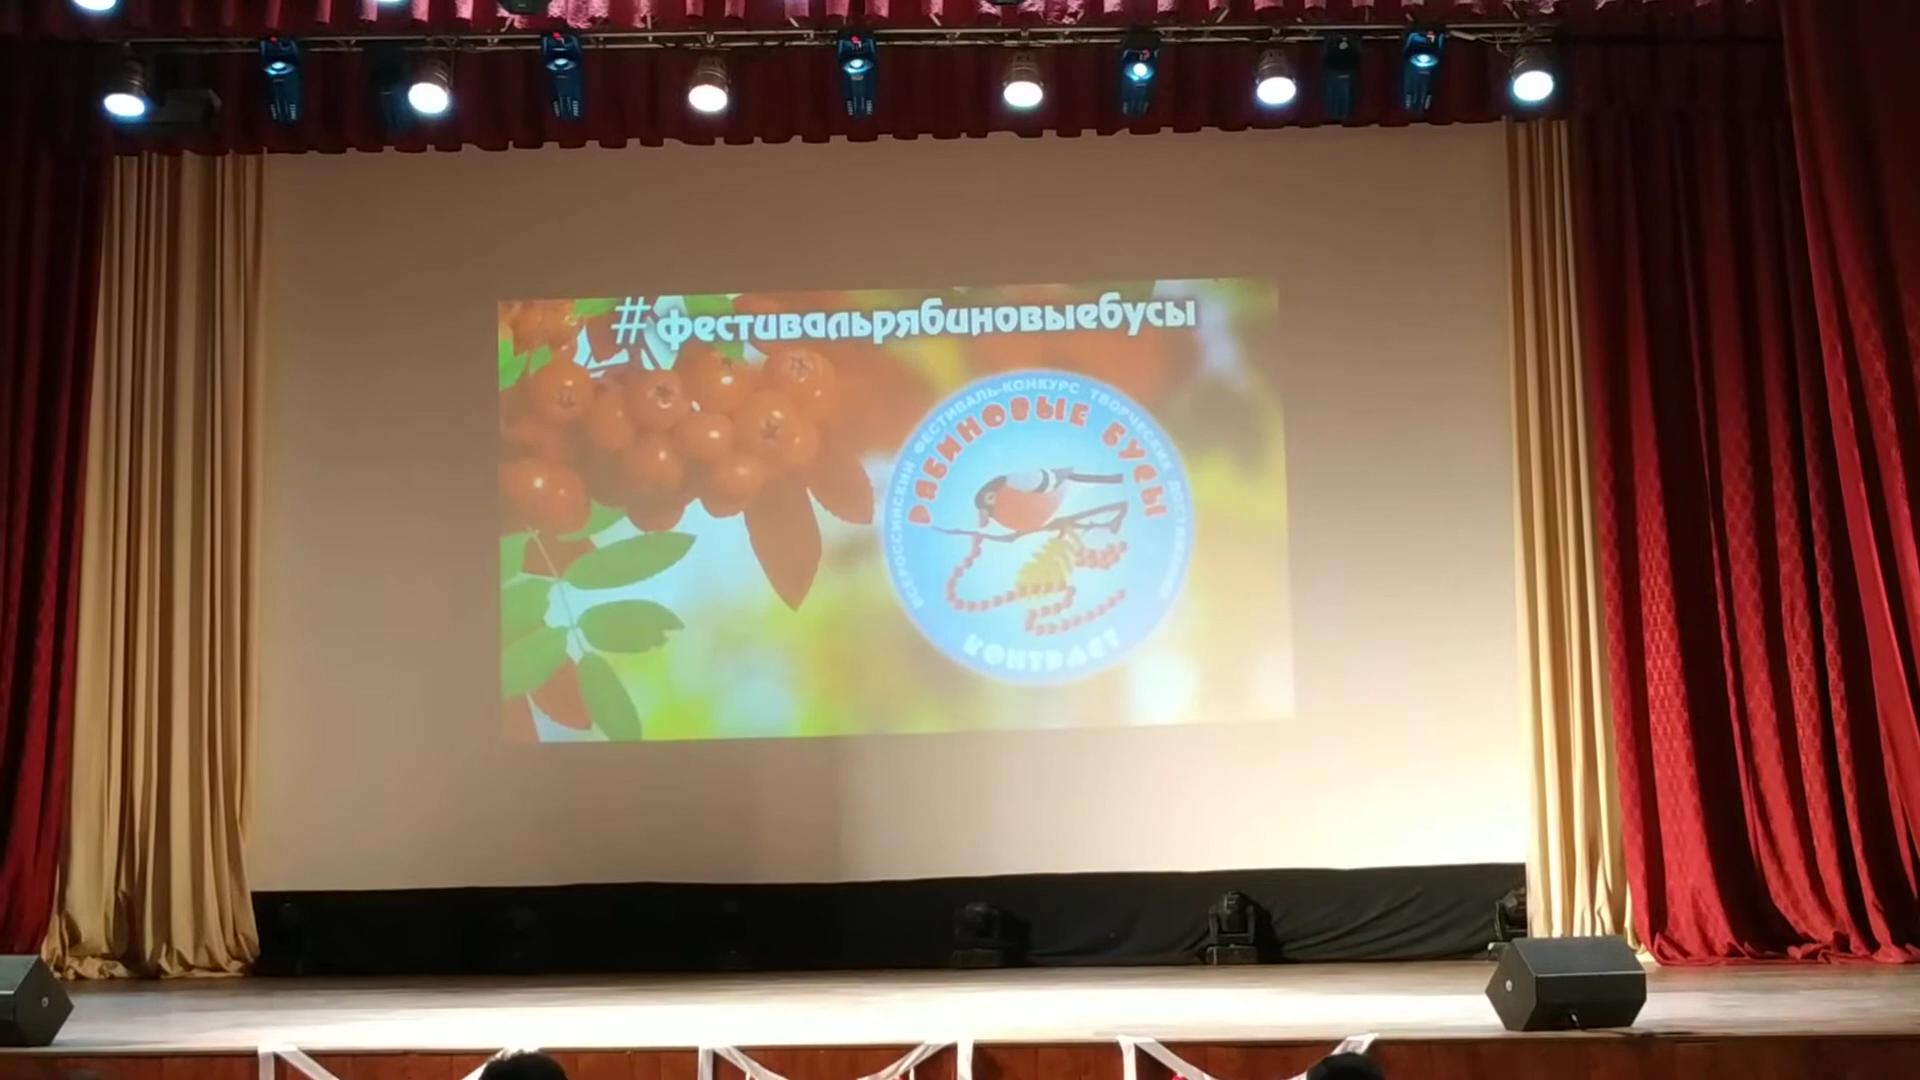 #фестивальрябиновыебусы
ВСЕРОССИЙСКИЙ ФЕСТИВАЛЬ-КОНКУРС ТВОРЧЕСКИХ ДОСТИЖЕНИЙ
РЯБИНОВЫЕ БУСЫ
КОНТРАСТ